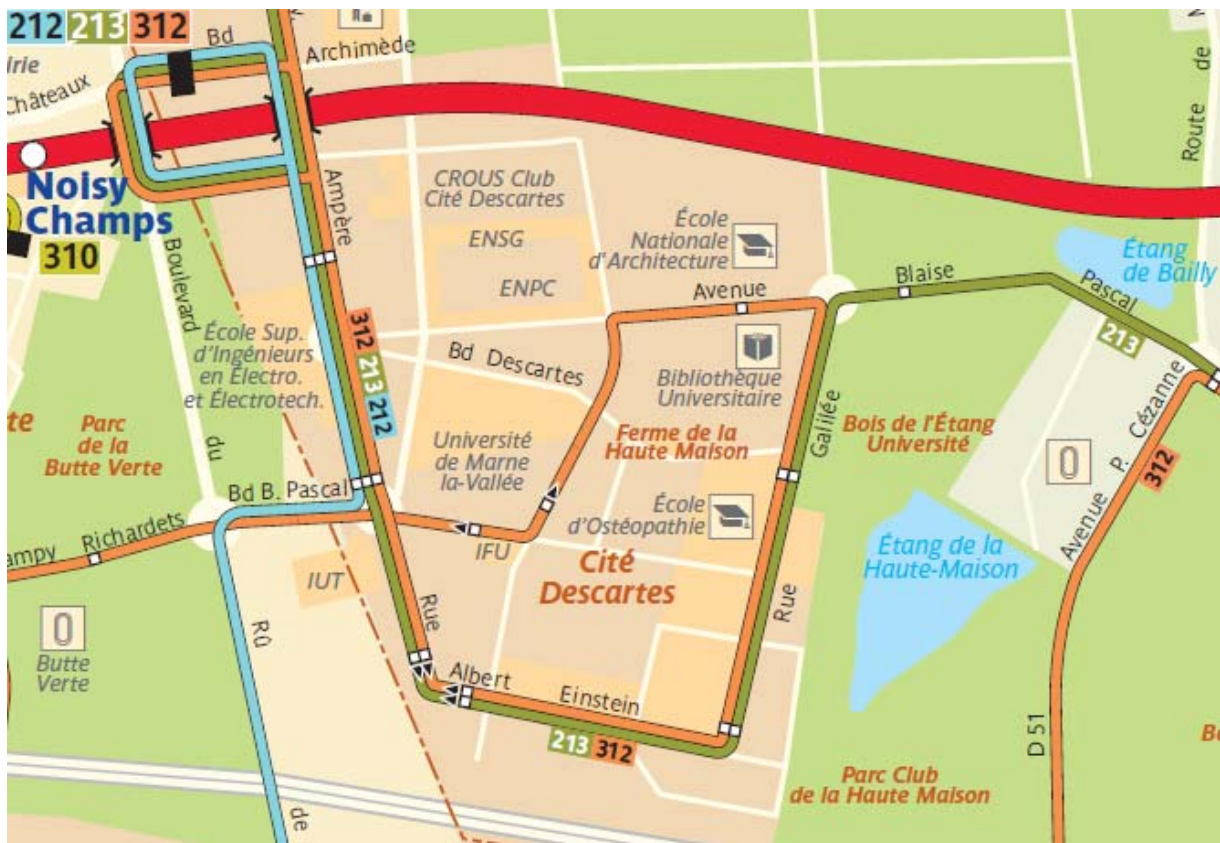 212 213 312
Bd
Archimède
Châteaux
Noisy
Champs
310
Ampère
Boulevard
du
CROUS Club
Cité Descartes
ENSG
ENPC
École
Nationale
d'Architecture
Route de
Étang
de Bailly
Avenue
Blaise
Pascal
213
École Sup.
d'Ingénieurs
en Électro.
et Électrotech.
312 213 212
Bd Descartes
Bibliothèque
Universitaire
Galilée
Cézanne
Avenue P.
312
Parc
de la
Butte Verte
Université
de Marne
la-Vallée
Ferme de la
Haute Maison
Bois de l'Étang
Université
Bd B. Pascal
Richardets
École
d'Ostéopathie
IFU
IUT
Cité
Descartes
Étang de la
Haute-Maison
Rue
Rue
Rû
de
Butte
Verte
Albert
Einstein
213 312
D 51
Parc Club
de la Haute Maison